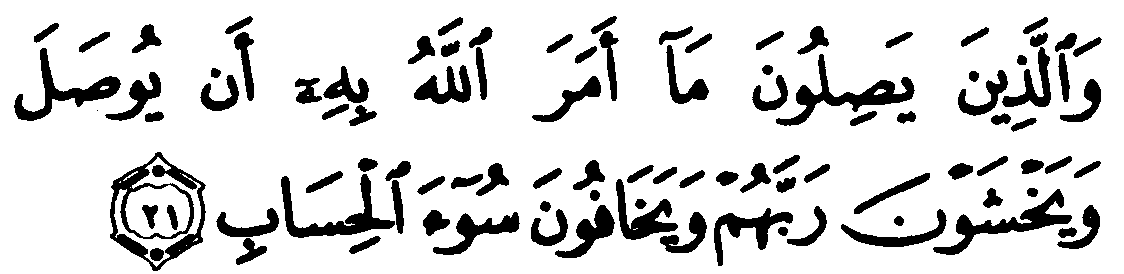 وَٱلَّذِينَ يَصِلُونَ مَآ أَمَرَ ٱللَّهُ بِهِۦٓ أَن يُوصَلَ
وَيَخْشَوْنَ رَبَّهُمْ وَيَخَافُونَ سُوٓءَ ٱلْحِسَابِ ٢١